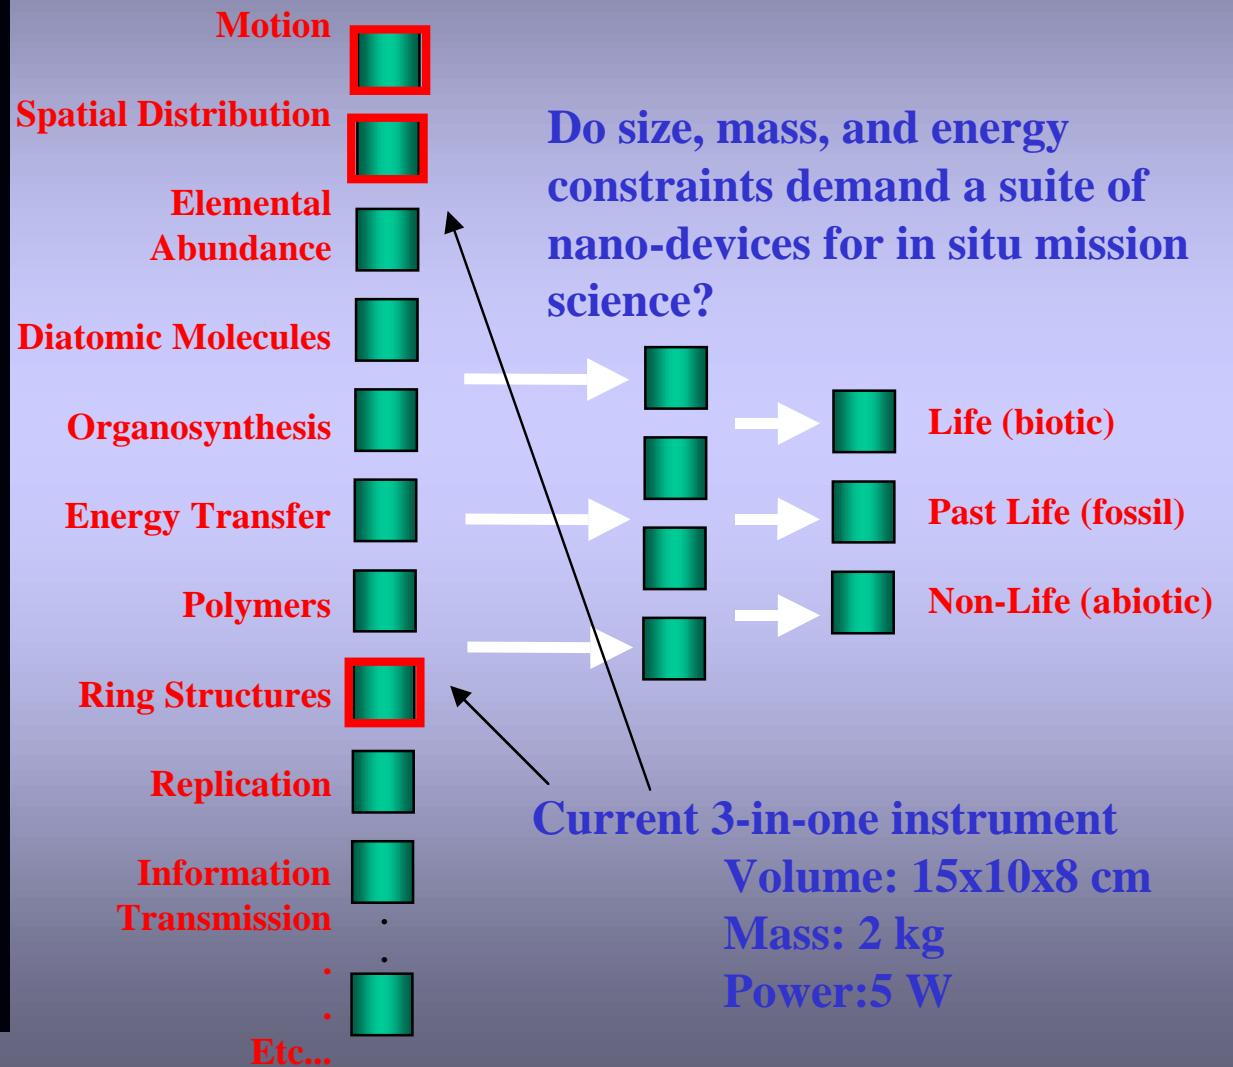 Motion
Spatial Distribution
Elemental
Abundance
Diatomic Molecules
Organosynthesis
Energy Transfer
Polymers
Ring Structures
Replication
Information
Transmission
.
.
Etc...
.
.
Do size, mass, and energy
constraints demand a suite of
nano-devices for in situ mission
science?
Life (biotic)
Past Life (fossil)
Non-Life (abiotic)
Current 3-in-one instrument
Volume: 15x10x8 cm
Mass: 2 kg
Power:5 W